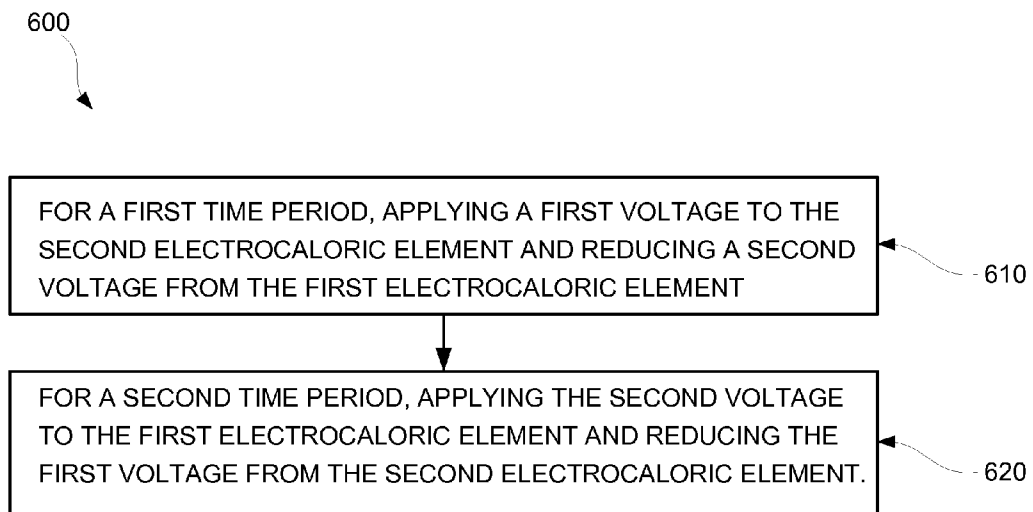 600
FOR A FIRST TIME PERIOD, APPLYING A FIRST VOLTAGE TO THE
SECOND ELECTROCALORIC ELEMENT AND REDUCING A SECOND
VOLTAGE FROM THE FIRST ELECTROCALORIC ELEMENT
610
FOR A SECOND TIME PERIOD, APPLYING THE SECOND VOLTAGE
TO THE FIRST ELECTROCALORIC ELEMENT AND REDUCING THE
FIRST VOLTAGE FROM THE SECOND ELECTROCALORIC ELEMENT.
620